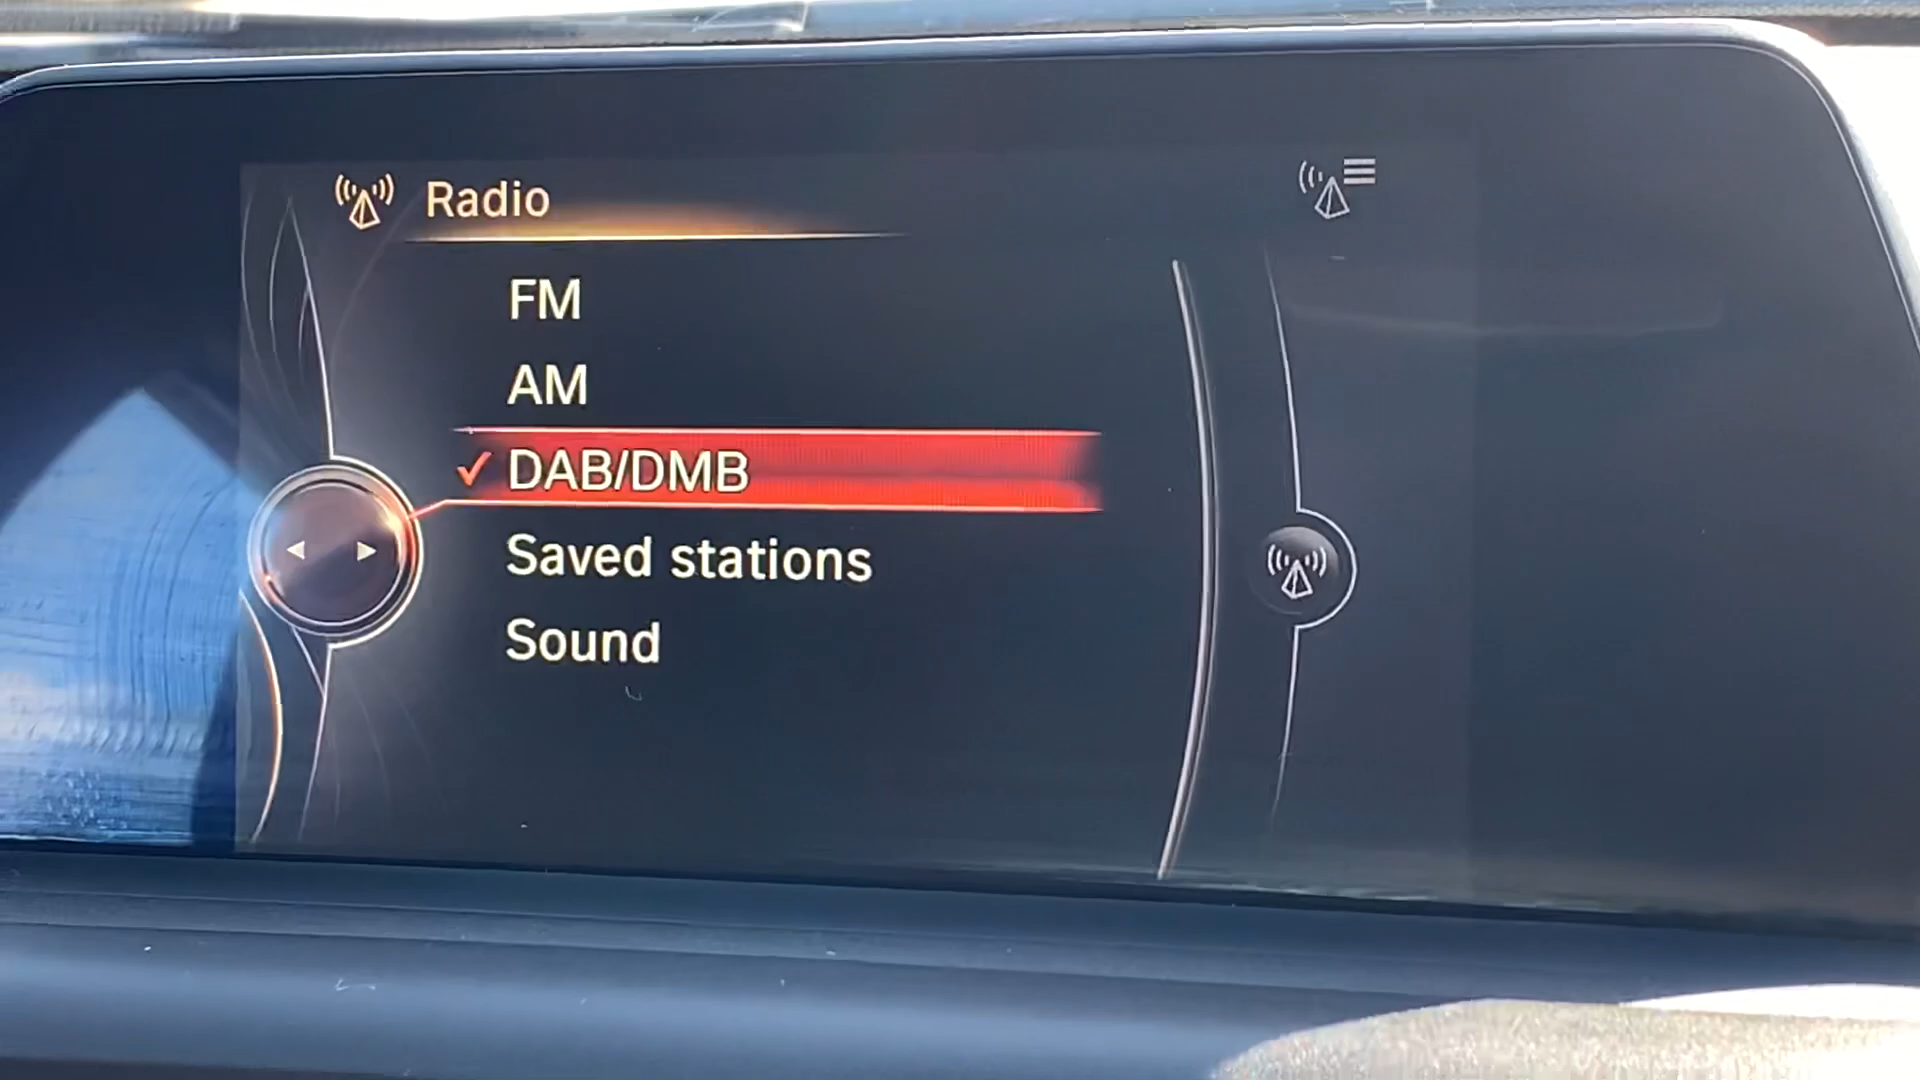 Radio
FM
AM
✓ DAB/DMB
Saved stations
Sound